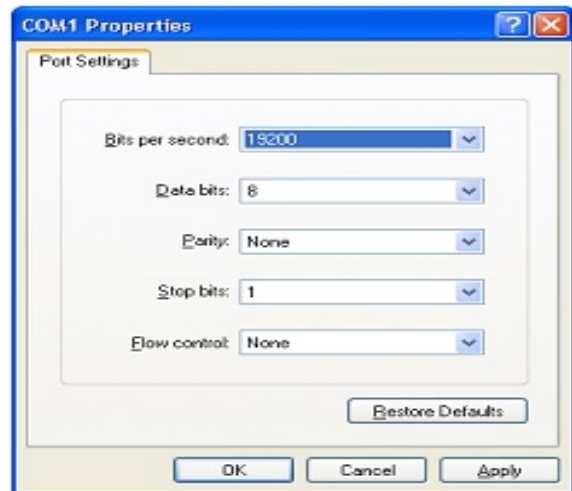 COM1 Properties
Port Settings
Bits per second: 19200
Data bits: 8
Parity: None
Stop bits: 1
Flow control: None
Restore Defaults
OK Cancel Apply